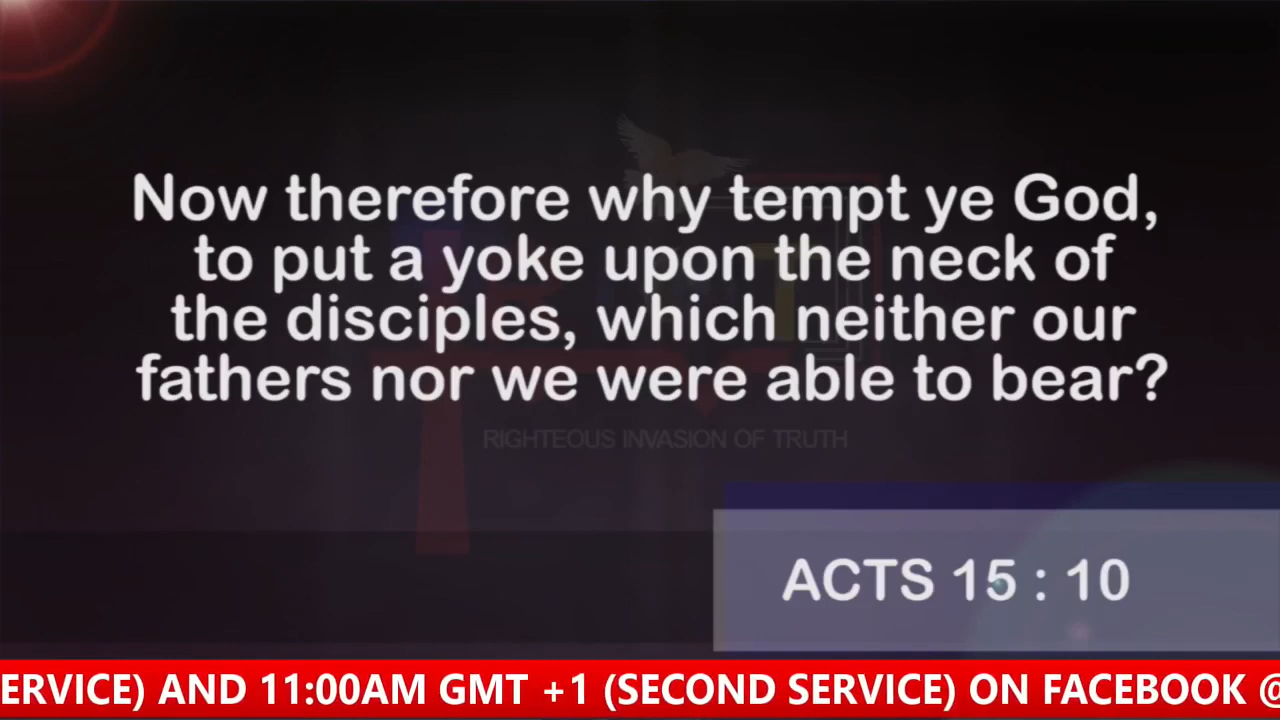 Now therefore why tempt ye God,
to put a yoke upon the neck of
the disciples, which neither our
fathers nor we were able to bear?
RIGHTEOUS INVASION OF TRUTH
ACTS 15 : 10
ERVICE) AND 11:00AM GMT +1 (SECOND SERVICE) ON FACEBOOK @